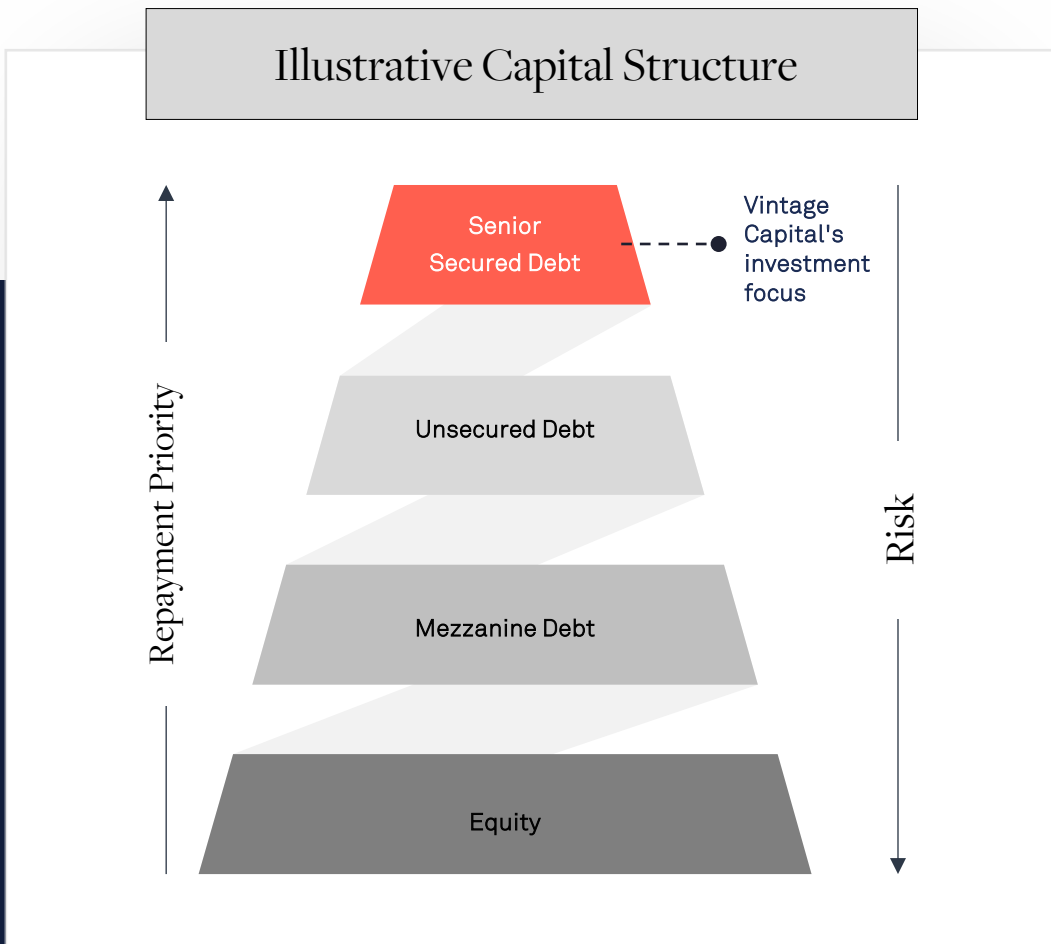 Illustrative Capital Structure
Senior
Secured Debt
Vintage
Capital's
investment
focus
Repayment Priority
Unsecured Debt
Risk
Mezzanine Debt
Equity